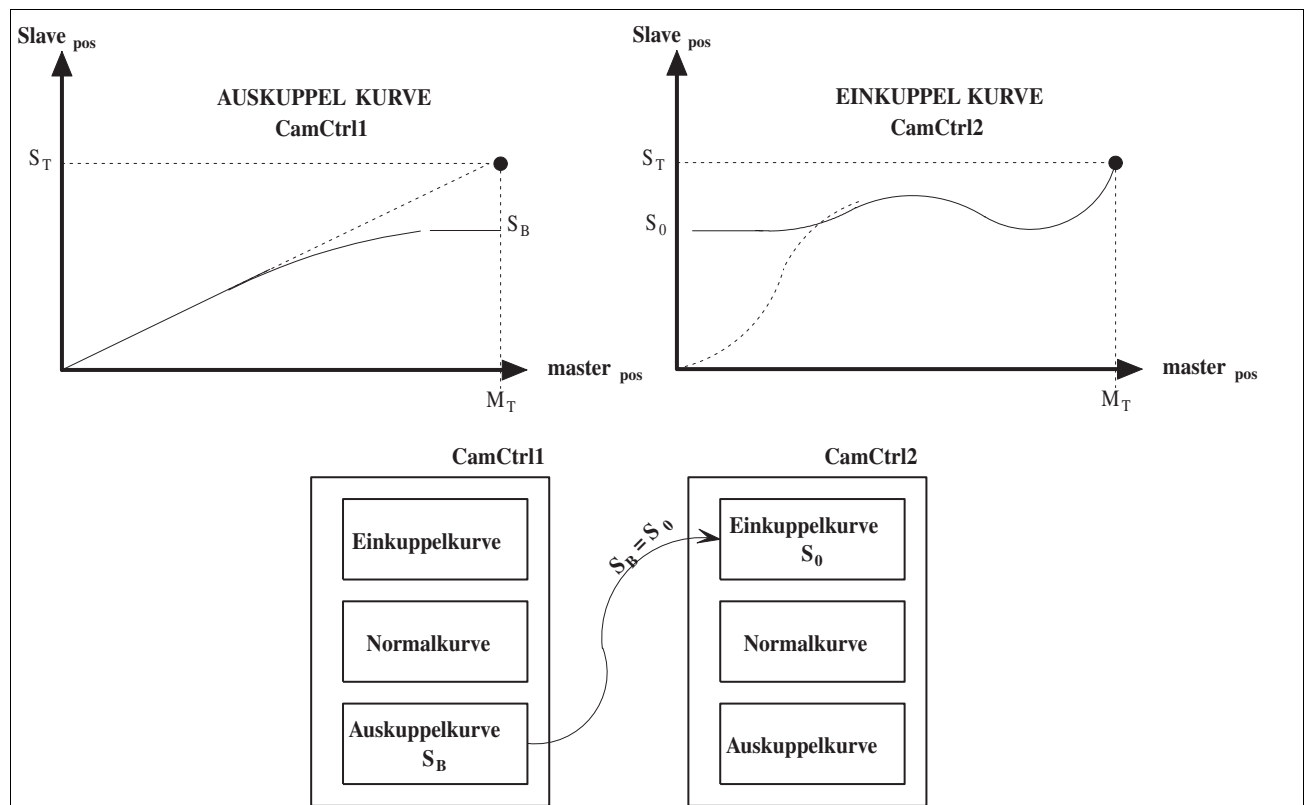 Slave pos
AUSKUPPEL KURVE
CamCtrl1
S T
S B
master pos
M T
Slave pos
EINKUPPEL KURVE
CamCtrl2
S T
S 0
master pos
M T
CamCtrl1
Einkuppelkurve
Normalkurve
Auskuppelkurve
S B
S B = S 0
CamCtrl2
Einkuppelkurve
S 0
Normalkurve
Auskuppelkurve